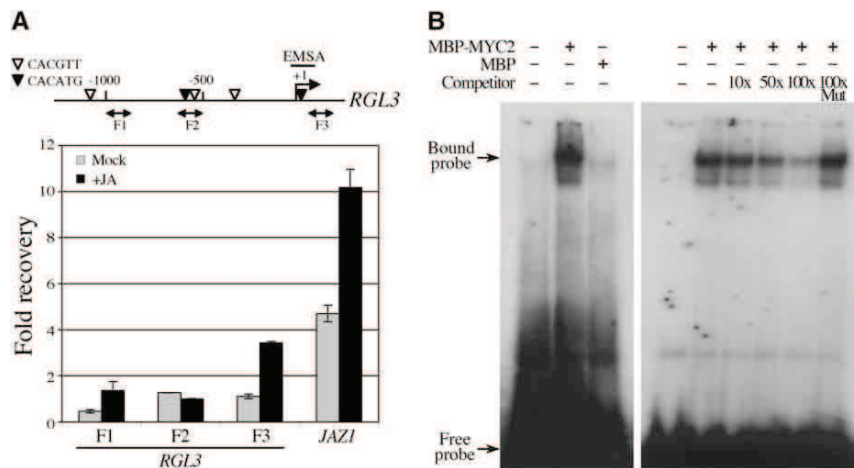 A
CACGTT
CACATG
-1000
-500
EMSA
+1
RGL3
F1
F2
F3
Fold recovery
12
10
8
6
4
2
0
Mock
+JA
F1
F2
F3
JAZ1
RGL3
B
MBP-MYC2 – + – – + + + + +
MBP – – +
Competitor – – – – – 10x 50x 100x 100x
Mut
Bound
probe
Free
probe